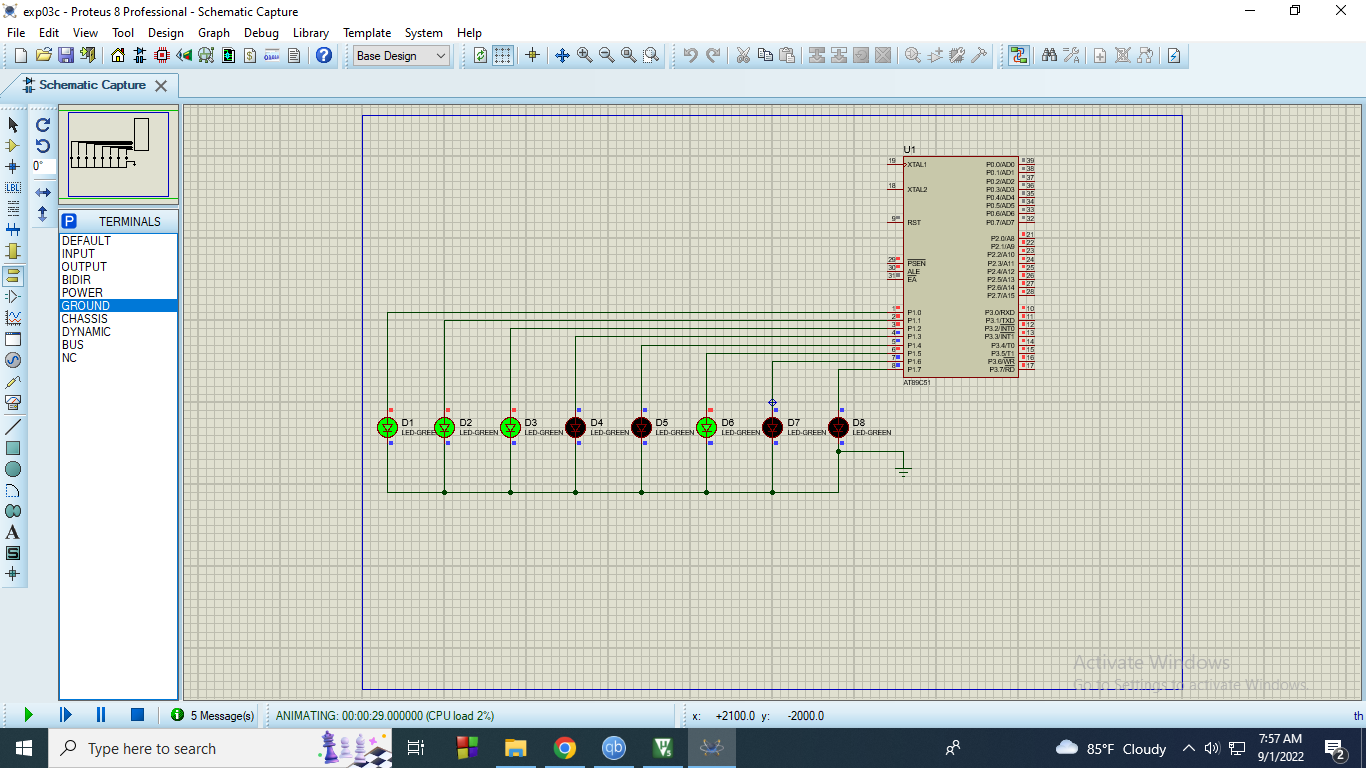 exp03c - Proteus 8 Professional - Schematic Capture
File Edit View Tool Design Graph Debug Library Template System Help
Base Design
Schematic Capture
0°
LBL
P TERMINALS
DEFAULT
INPUT
OUTPUT
BIDIR
POWER
GROUND
CHASSIS
DYNAMIC
BUS
NC
A
S
U1
19 XTAL1 P0.0/AD0 39
P0.1/AD1 38
P0.2/AD2 37
18 XTAL2 P0.3/AD3 36
P0.4/AD4 35
P0.5/AD5 34
P0.6/AD6 33
9 RST P0.7/AD7 32
P2.0/A8 21
P2.1/A9 22
P2.2/A10 23
29 PSEN P2.3/A11 24
30 ALE P2.4/A12 25
31 EA P2.5/A13 26
P2.6/A14 27
P2.7/A15 28
1 P1.0 P3.0/RXD 10
2 P1.1 P3.1/TXD 11
3 P1.2 P3.2/INT0 12
4 P1.3 P3.3/INT1 13
5 P1.4 P3.4/T0 14
6 P1.5 P3.5/T1 15
7 P1.6 P3.6/WR 16
8 P1.7 P3.7/RD 17
AT89C51
D1 D2 D3 D4 D5 D6 D7 D8
LED-GREEN LED-GREEN LED-GREEN LED-GREEN LED-GREEN LED-GREEN LED-GREEN LED-GREEN
Activate Windows
Go to Settings to activate Windows.
5 Message(s) ANIMATING: 00:00:29.000000 (CPU load 2%) x: +2100.0 y: -2000.0 th
Type here to search
qb
85°F Cloudy
7:57 AM
9/1/2022
2